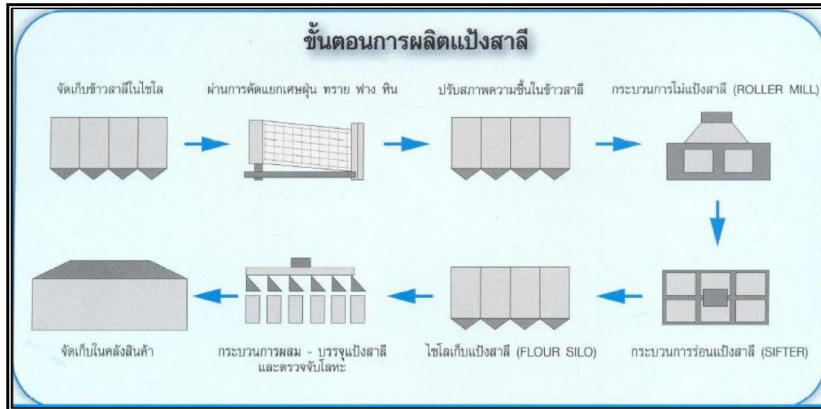 ขั้นตอนการผลิตแป้งสาลี
จัดเก็บข้าวสาลีในไซโล
ผ่านการคัดแยกเศษฝุ่น ทราย ฟาง หิน
ปรับสภาพความชื้นในข้าวสาลี
กระบวนการโม่แป้งสาลี (ROLLER MILL)
จัดเก็บในคลังสินค้า
กระบวนการผสม - บรรจุแป้งสาลี
และตรวจจับโลหะ
ไซโลเก็บแป้งสาลี (FLOUR SILO)
กระบวนการร่อนแป้งสาลี (SIFTER)